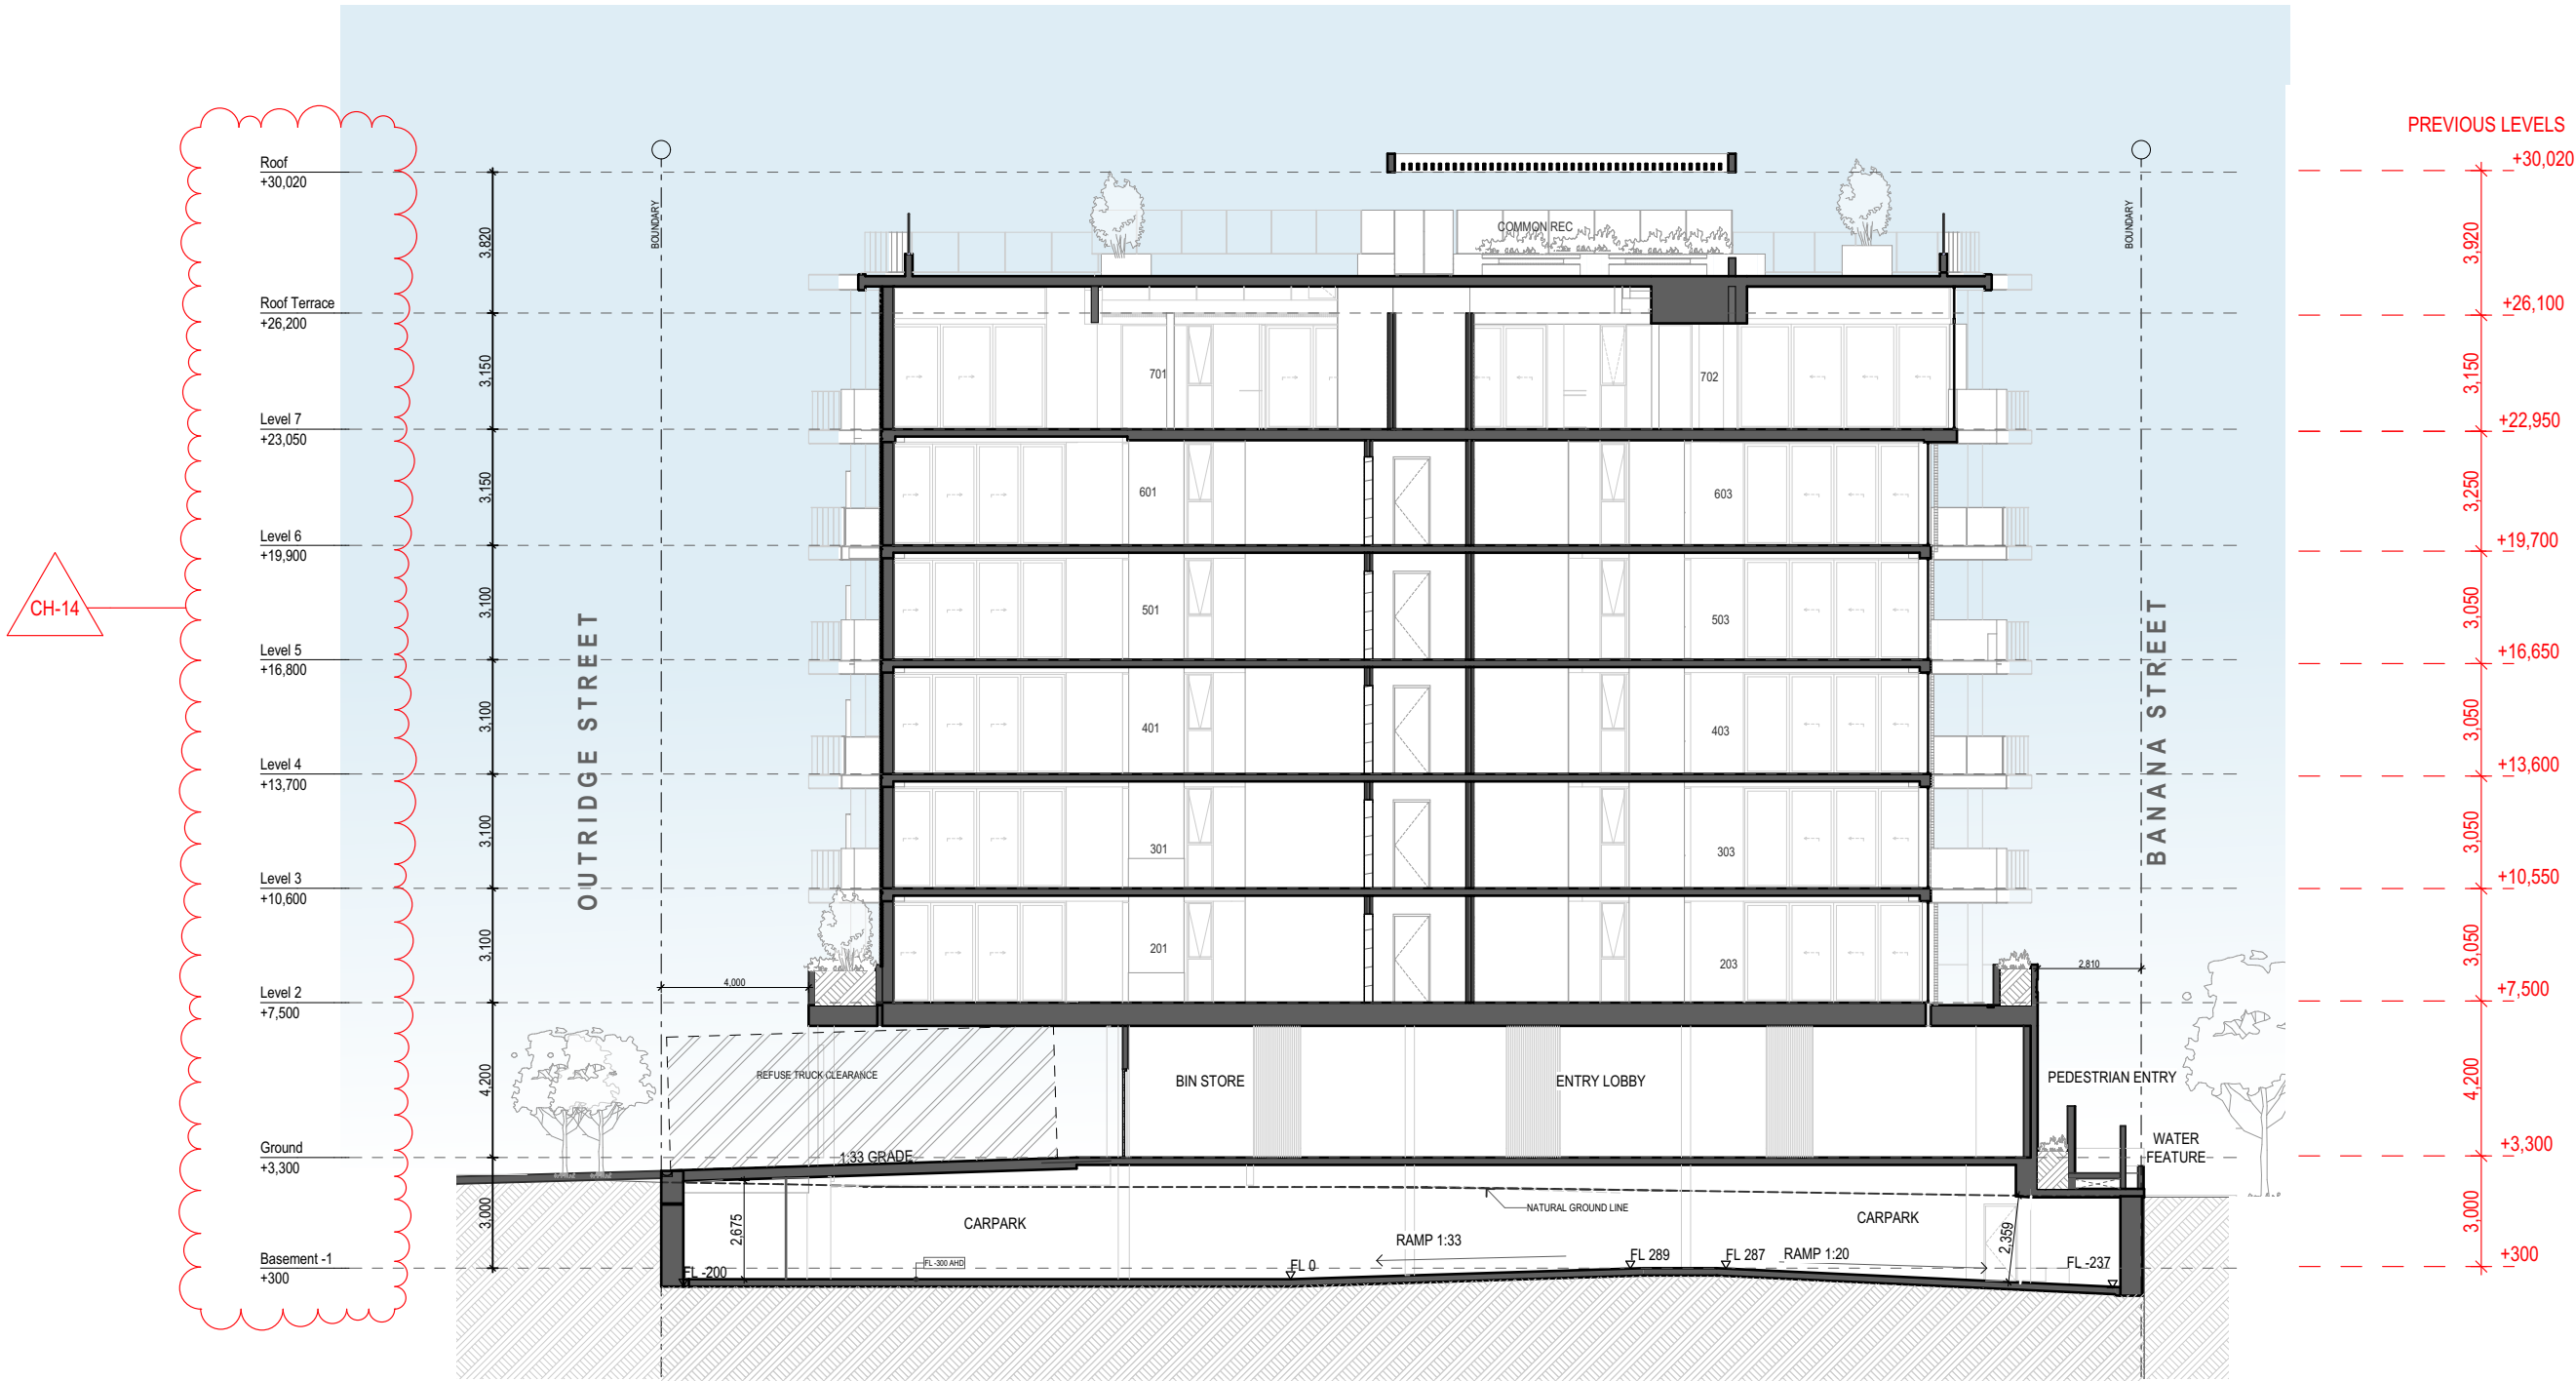 PREVIOUS LEVELS
Roof
+30,020
+30,020
BOUNDARY
BOUNDARY
COMMON REC
3,820
3,920
Roof Terrace
+26,200
+26,100
3,150
701
702
3,150
Level 7
+23,050
+22,950
3,150
601
603
3,250
Level 6
+19,900
+19,700
CH-14
3,100
501
503
3,050
OUTRIDGE STREET
BANANA STREET
Level 5
+16,800
+16,650
3,100
401
403
3,050
Level 4
+13,700
+13,600
3,100
301
303
3,050
Level 3
+10,600
+10,550
3,100
201
203
3,050
4,000
2,810
Level 2
+7,500
+7,500
4,200
REFUSE TRUCK CLEARANCE
BIN STORE
ENTRY LOBBY
PEDESTRIAN ENTRY
4,200
Ground
+3,300
1:33 GRADE
WATER
FEATURE
+3,300
3,000
2,675
CARPARK
NATURAL GROUND LINE
CARPARK
2,359
3,000
RAMP 1:33
RAMP 1:20
Basement -1
+300
FL -200
FL -300 AHD
FL 0
FL 289
FL 287
FL -237
+300